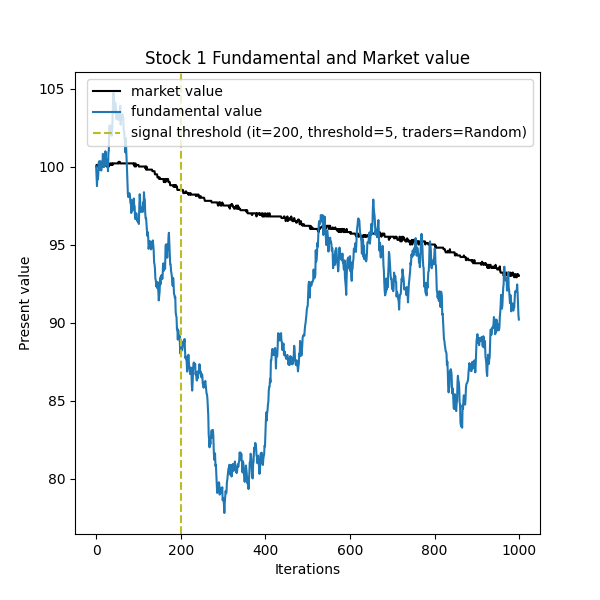 Stock 1 Fundamental and Market value
market value
fundamental value
signal threshold (it=200, threshold=5, traders=Random)
105
100
95
90
85
80
Present value
0 200 400 600 800 1000
Iterations